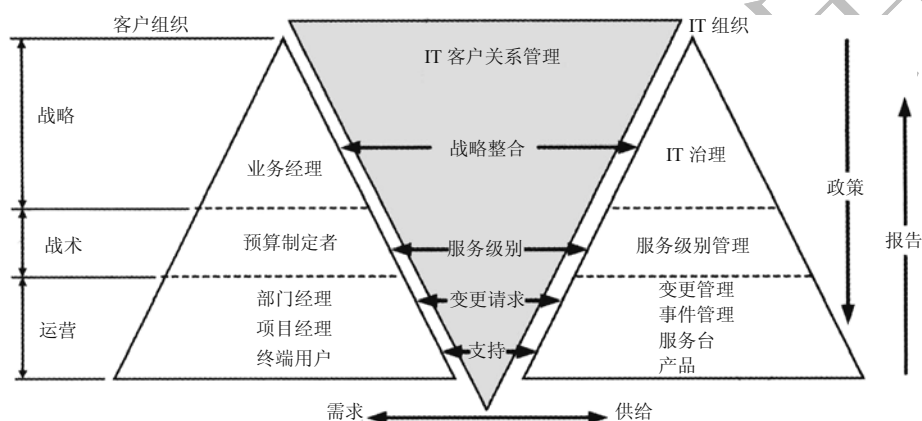 客户组织
IT 组织
IT 客户关系管理
战略
战略整合
业务经理
IT 治理
政策
战术
预算制定者
服务级别
服务级别管理
报告
运营
部门经理
项目经理
终端用户
变更请求
支持
变更管理
事件管理
服务台
产品
需求
供给